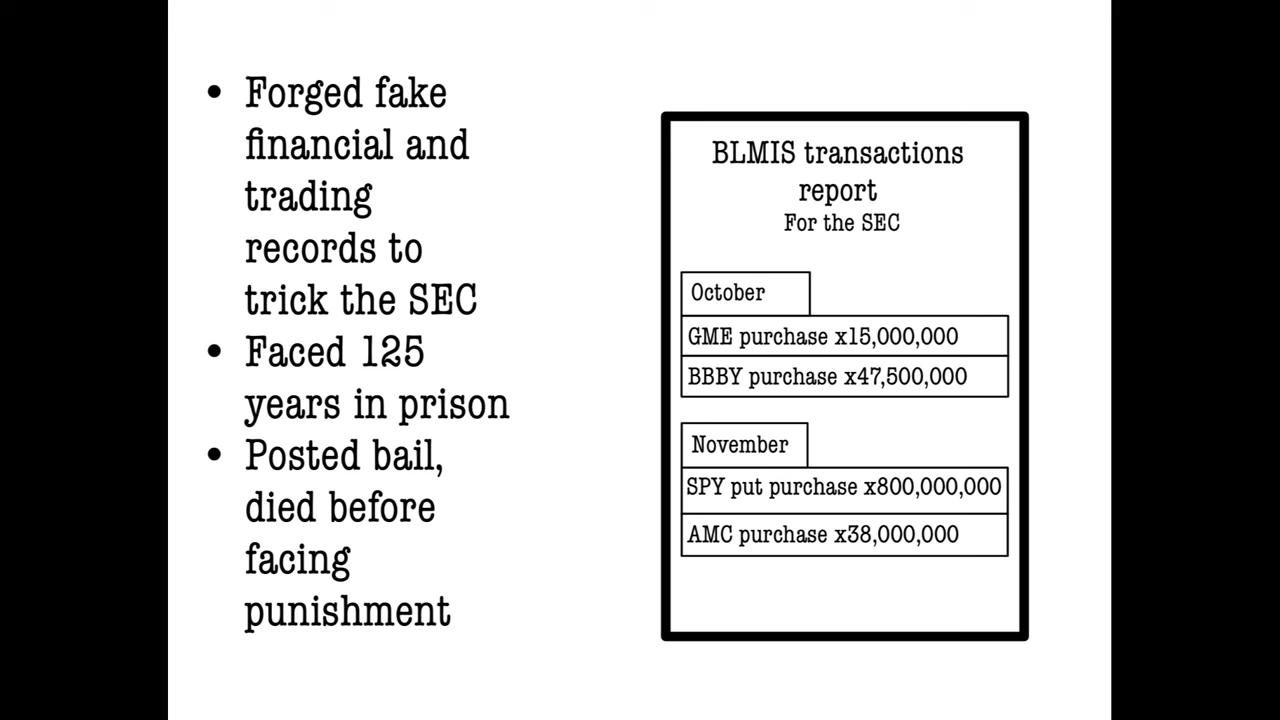 • Forged fake
financial and
trading
records to
trick the SEC
• Faced 125
years in prison
• Posted bail,
died before
facing
punishment
BLMIS transactions
report
For the SEC
October
GME purchase x15,000,000
BBBY purchase x47,500,000
November
SPY put purchase x800,000,000
AMC purchase x38,000,000